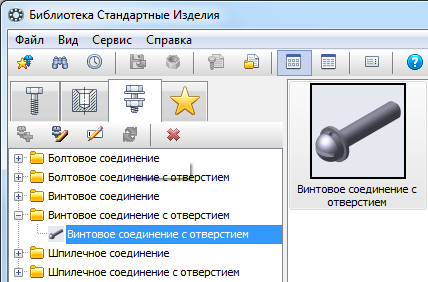 Библиотека Стандартные Изделия
Файл Вид Сервис Справка
Болтовое соединение
Болтовое соединение с отверстием
Винтовое соединение
Винтовое соединение с отверстием
Винтовое соединение с отверстием
Шпилечное соединение
Шпилечное соединение с отверстием
Винтовое соединение с
отверстием